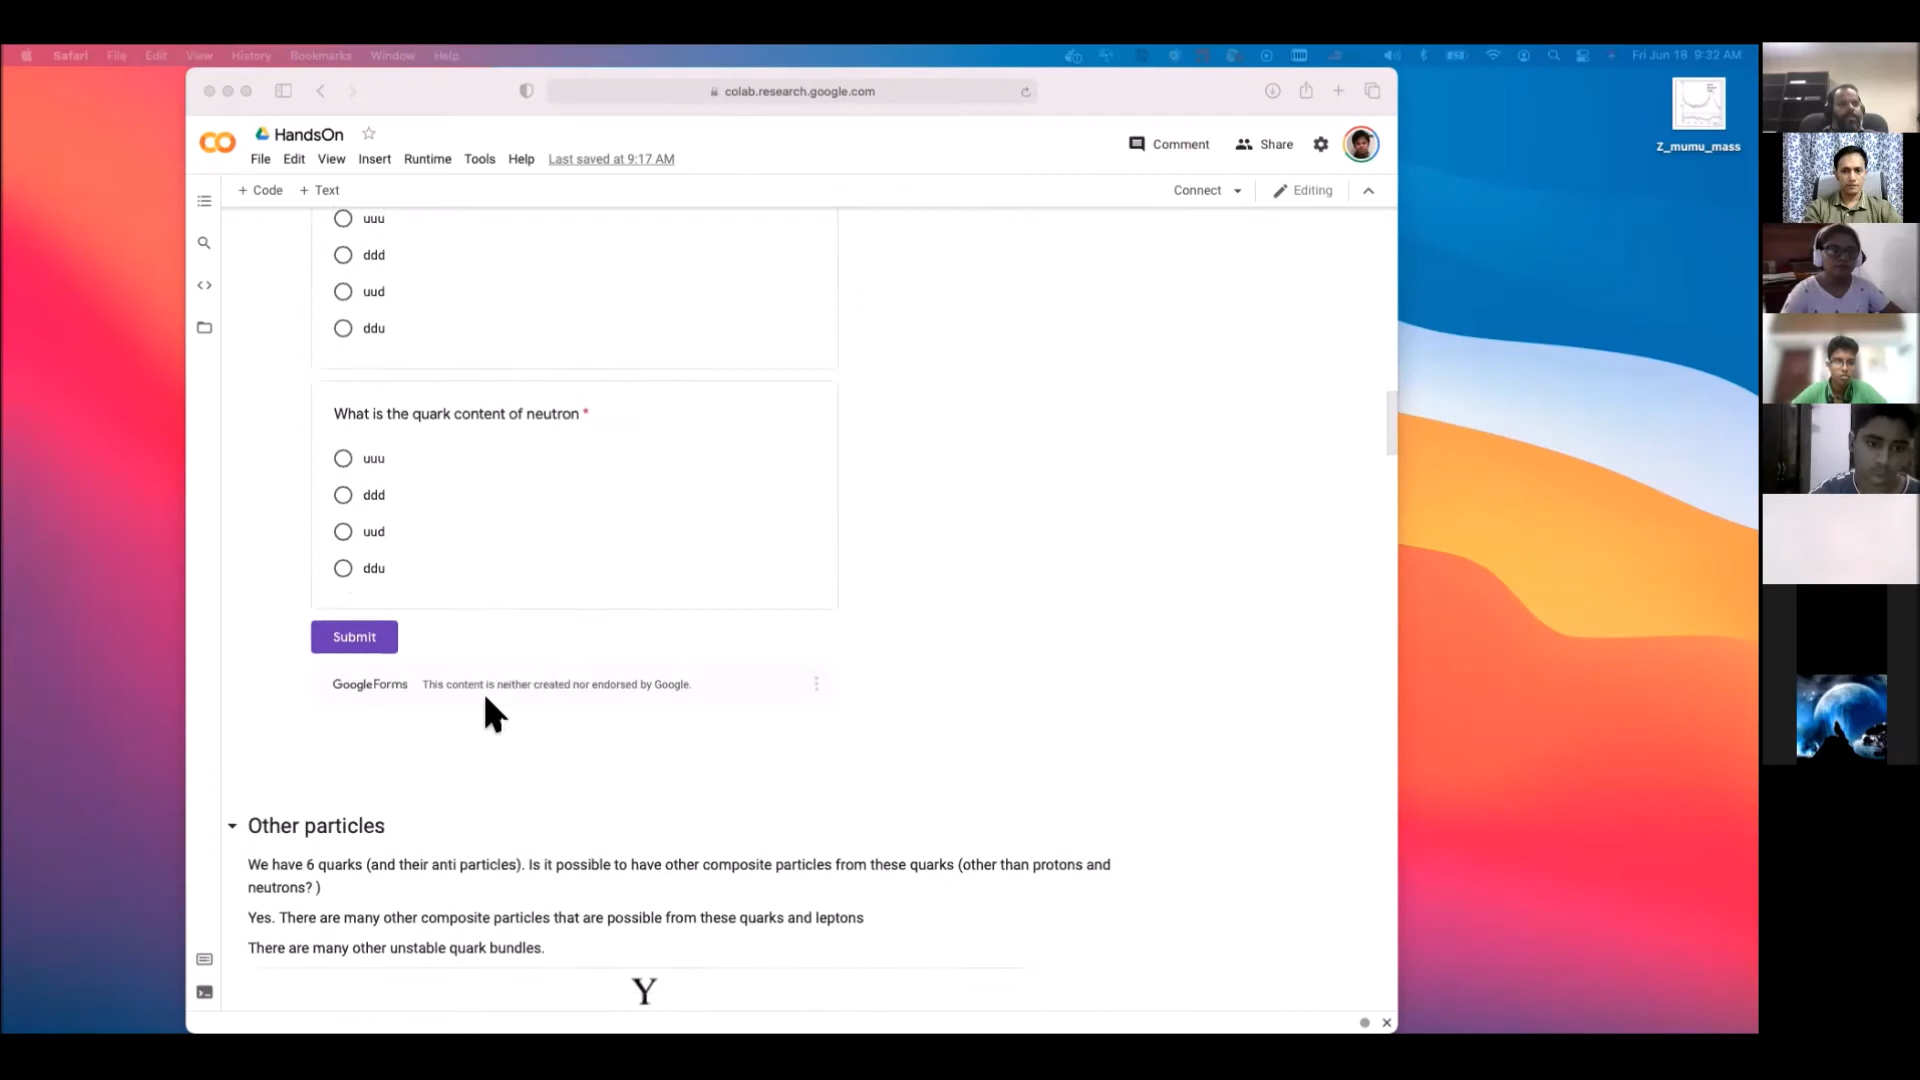 Safari File Edit View History Bookmarks Window Help
Fri Jun 18 9:32 AM
colab.research.google.com
Z_mumu_mass
HandsOn
Comment
Share
File Edit View Insert Runtime Tools Help Last saved at 9:17 AM
+ Code + Text
Connect
Editing
uuu
ddd
uud
ddu
What is the quark content of neutron *
uuu
ddd
uud
ddu
Submit
GoogleForms This content is neither created nor endorsed by Google.
Other particles
We have 6 quarks (and their anti particles). Is it possible to have other composite particles from these quarks (other than protons and
neutrons? )
Yes. There are many other composite particles that are possible from these quarks and leptons
There are many other unstable quark bundles.
Y